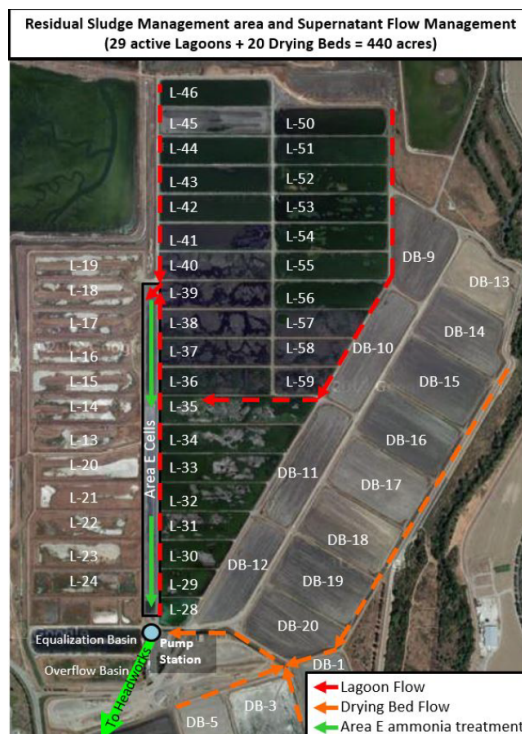 Residual Sludge Management area and Supernatant Flow Management
(29 active Lagoons + 20 Drying Beds = 440 acres)
L-46
L-45
L-50
L-44
L-51
L-43
L-52
L-42
L-53
L-41
L-54
L-40
L-55
L-39
L-56
L-38
L-57
L-37
L-58
L-36
L-59
L-35
L-34
L-33
L-32
L-31
L-30
L-29
L-28
L-19
L-18
L-17
L-16
L-15
L-14
L-13
L-20
L-21
L-22
L-23
L-24
Area E Cells
DB-9
DB-13
DB-10
DB-14
DB-15
DB-16
DB-11
DB-17
DB-18
DB-12
DB-19
DB-20
DB-1
DB-3
DB-5
Equalization Basin
Overflow Basin
Pump
Station
To Headworks
Lagoon Flow
Drying Bed Flow
Area E ammonia treatment